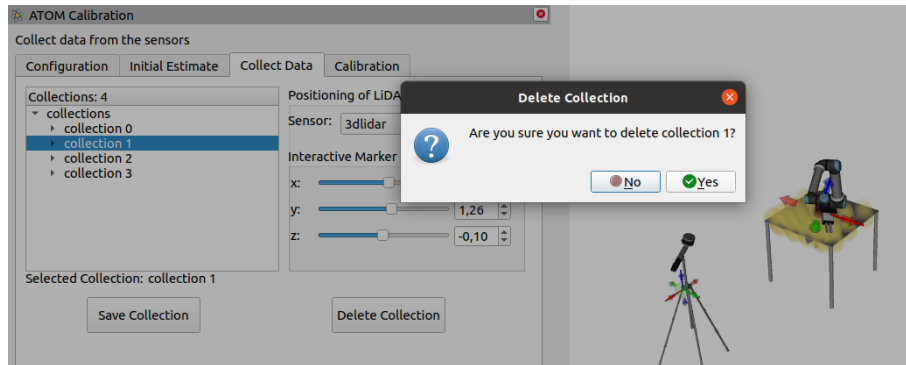 ATOM Calibration
Collect data from the sensors
Configuration Initial Estimate Collect Data Calibration
Collections: 4
collections
collection 0
collection 1
collection 2
collection 3
Positioning of LiDA
Sensor: 3dlidar
Interactive Marker
x:
y: 1,26
z: -0,10
Delete Collection
Are you sure you want to delete collection 1?
No Yes
Selected Collection: collection 1
Save Collection Delete Collection